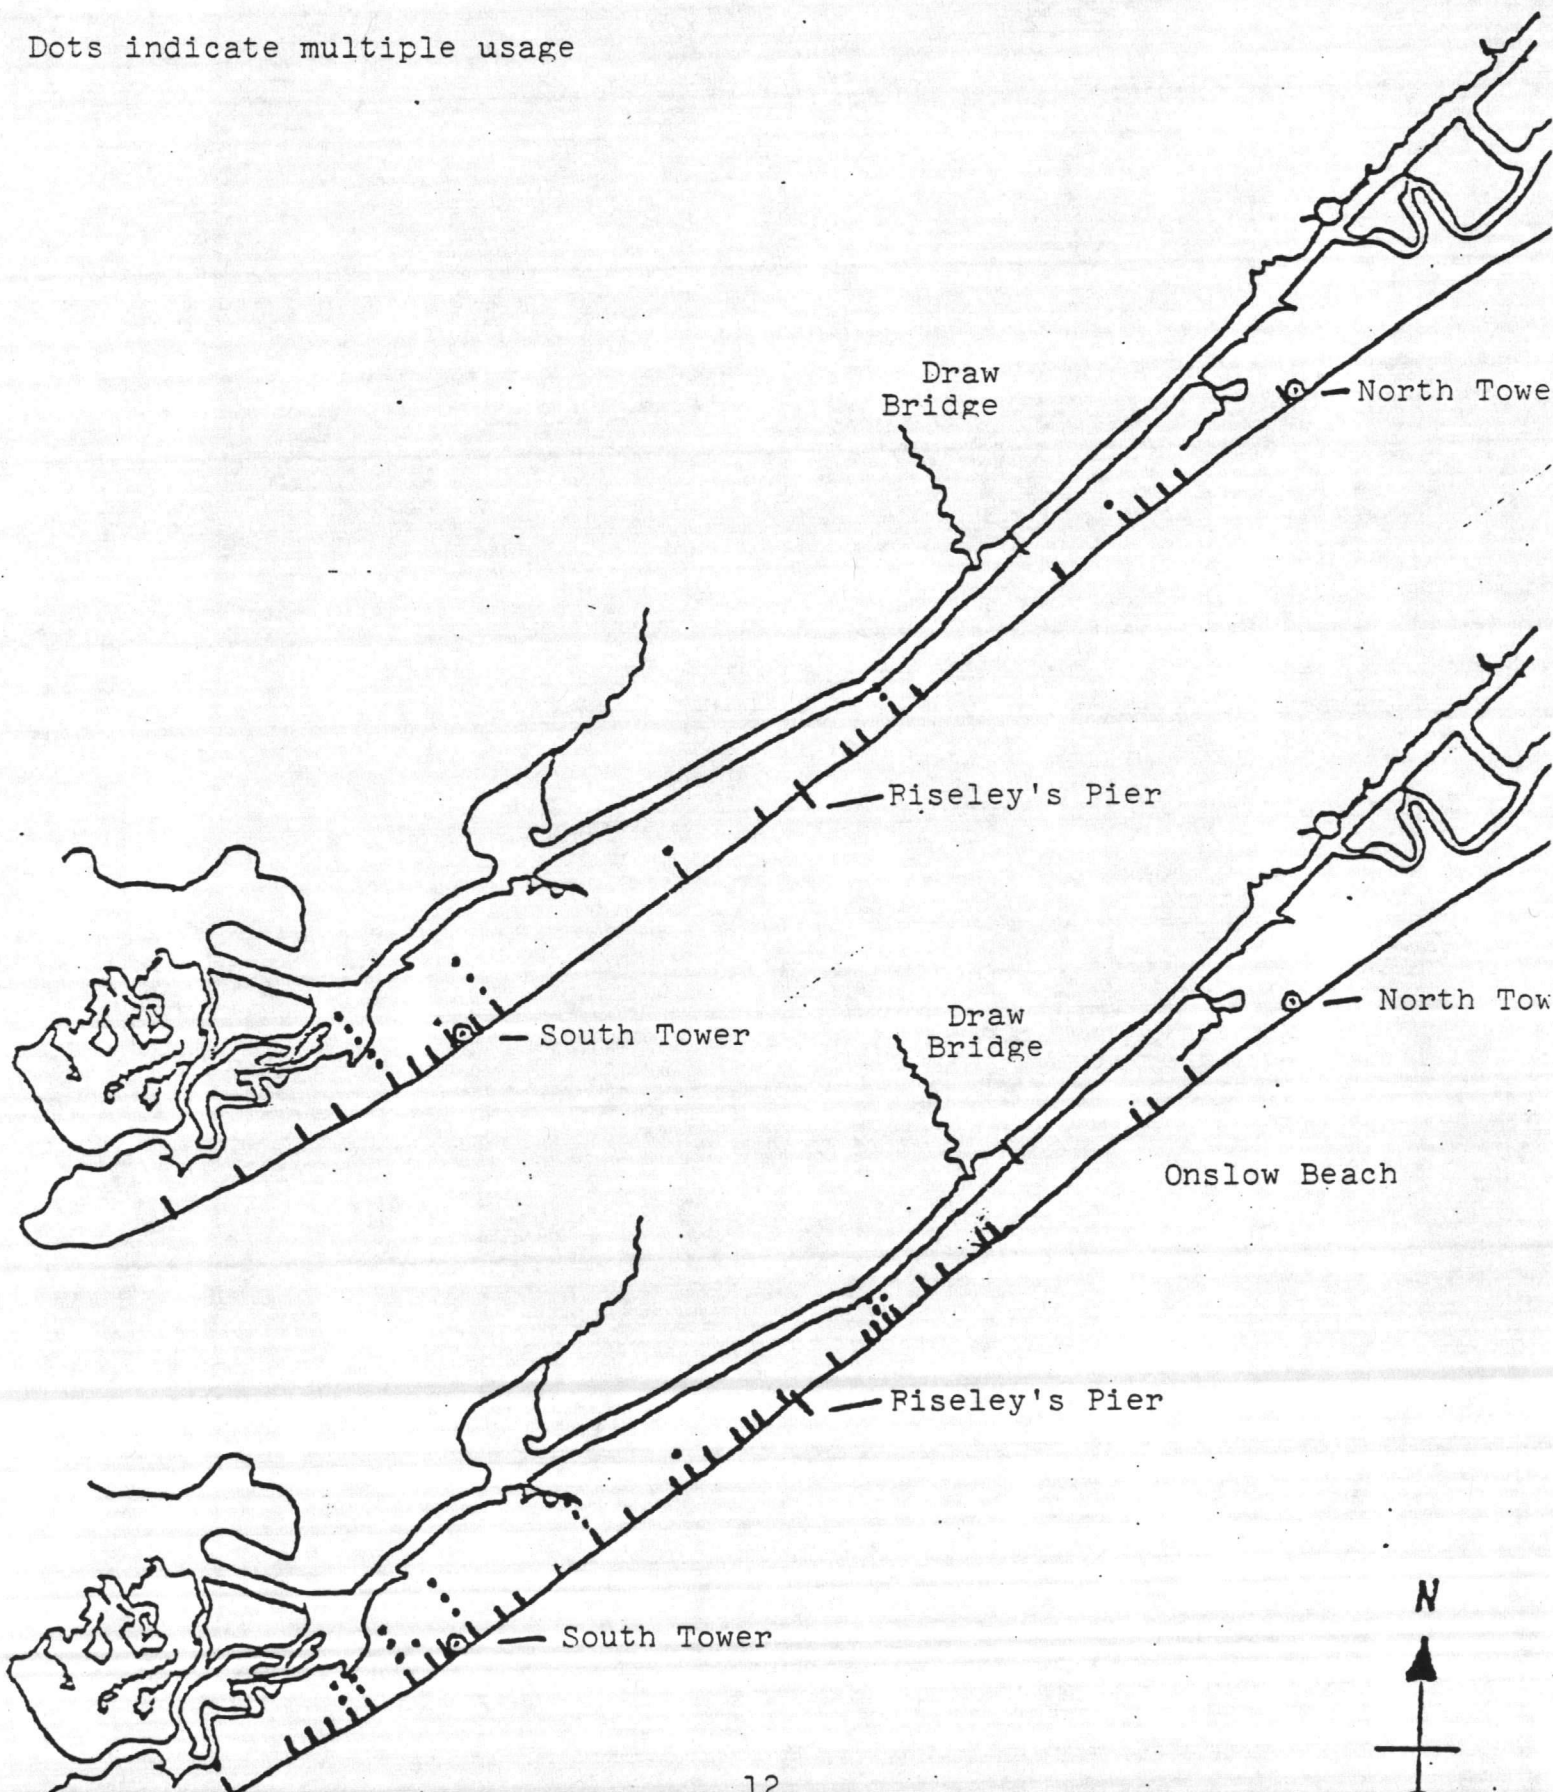 Dots indicate multiple usage
Draw
Bridge
North Towe
Riseley's Pier
South Tower
Draw
Bridge
North Tow
Onslow Beach
Riseley's Pier
South Tower
N
12